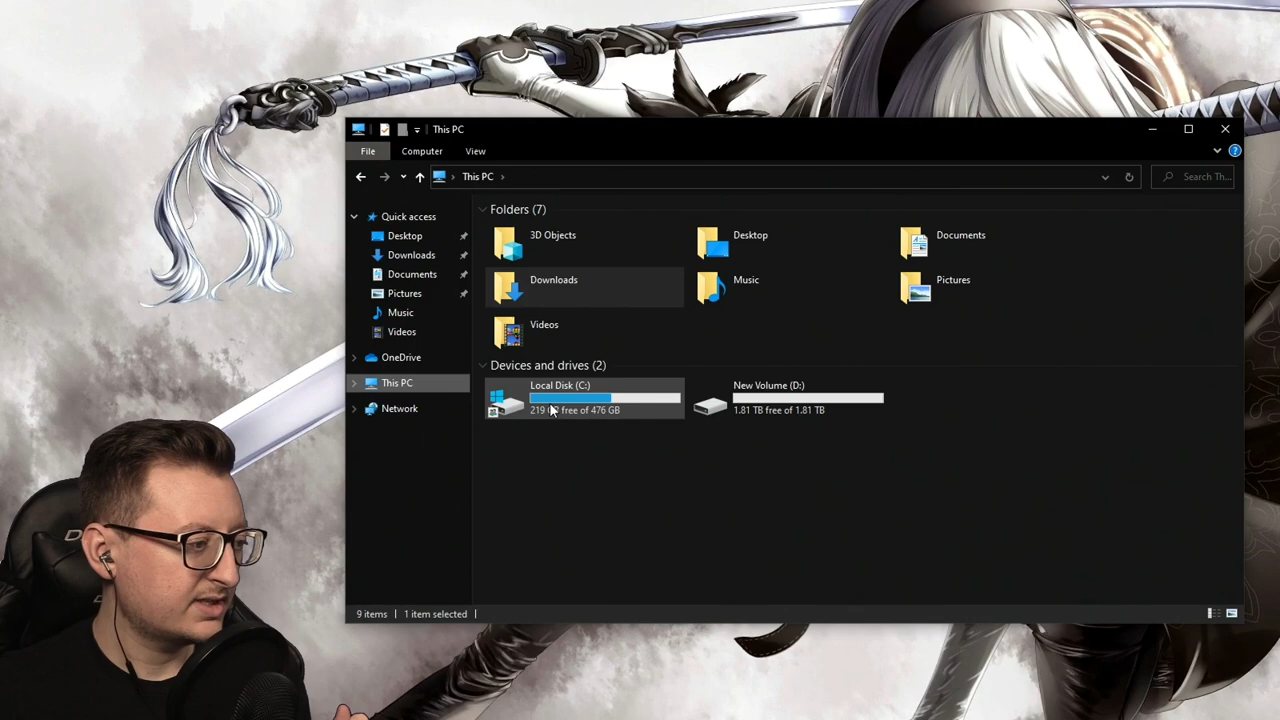 This PC
File Computer View
This PC
Search Th...
Quick access
Desktop
Downloads
Documents
Pictures
Music
Videos
OneDrive
This PC
Network
Folders (7)
3D Objects
Desktop
Documents
Downloads
Music
Pictures
Videos
Devices and drives (2)
Local Disk (C:)
219 free of 476 GB
New Volume (D:)
1.81 TB free of 1.81 TB
9 items 1 item selected